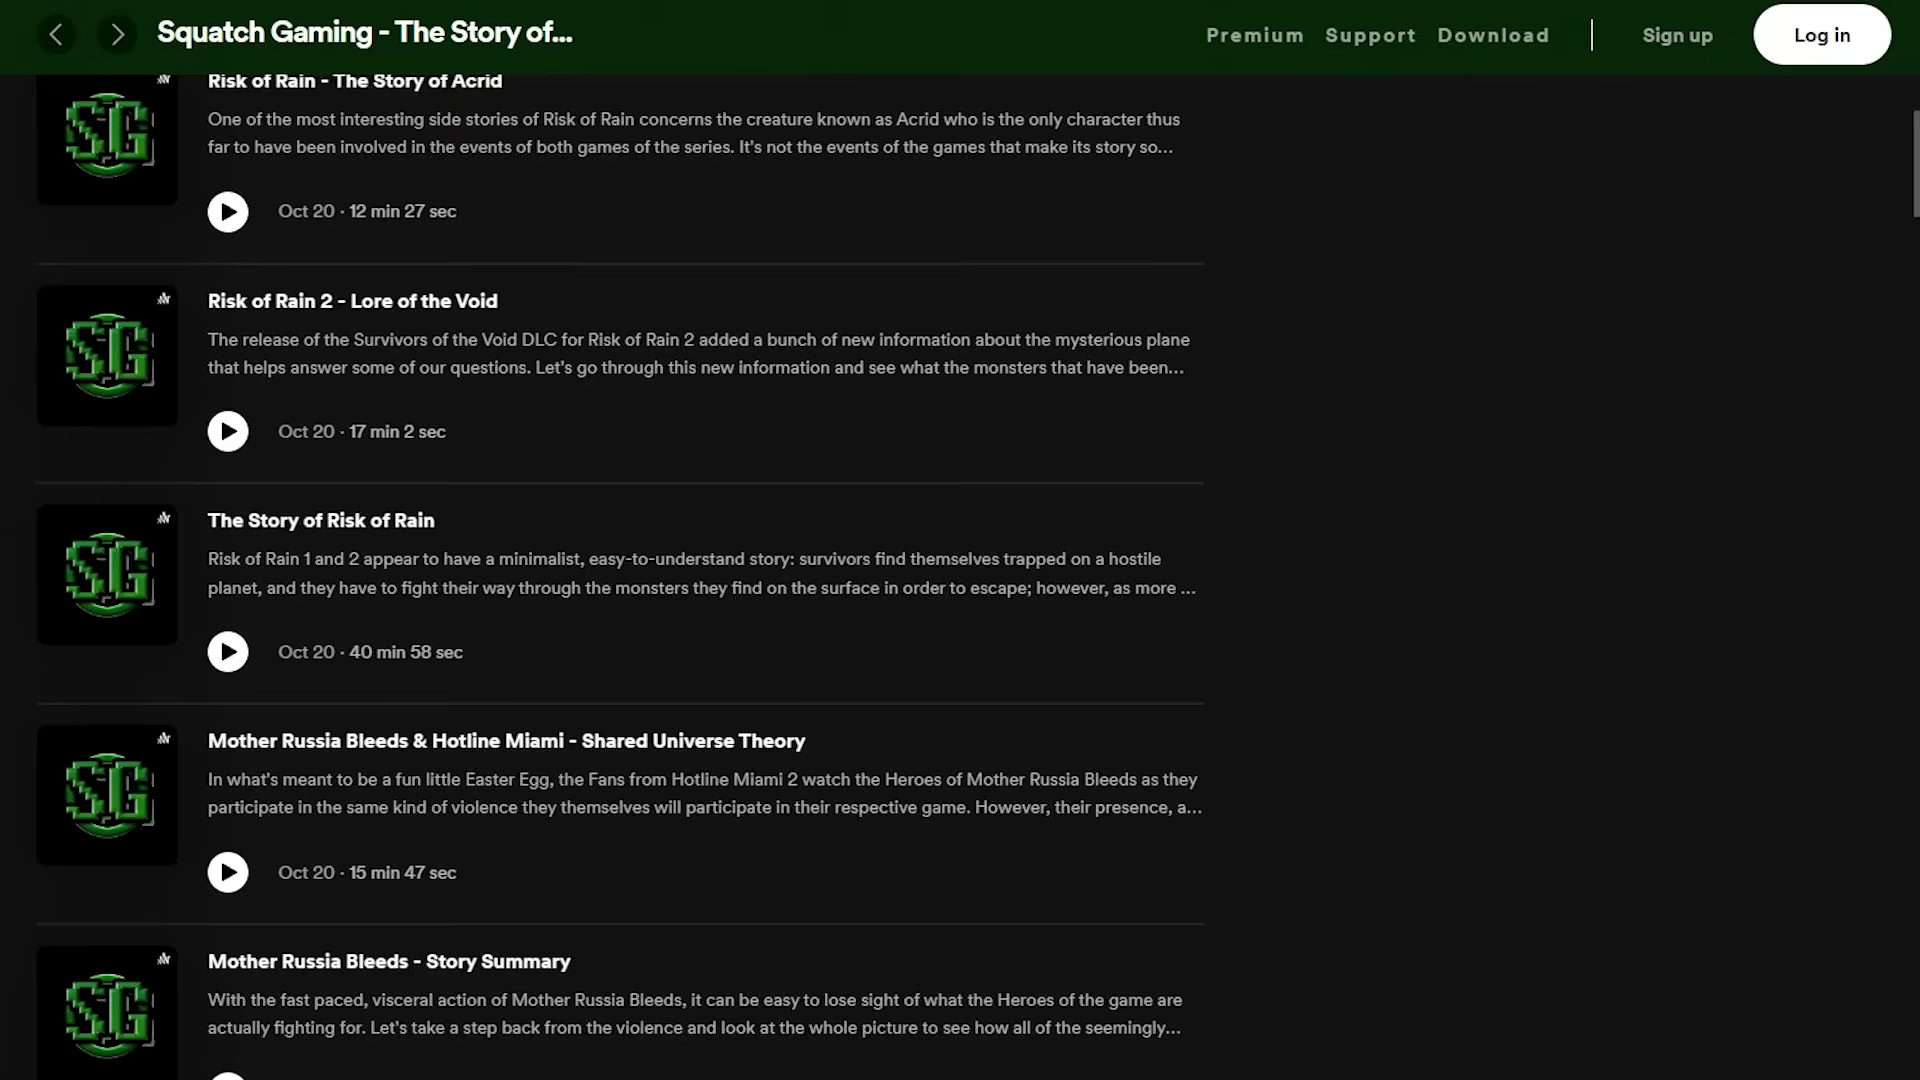 Squatch Gaming - The Story of...
Premium Support Download Sign up Log in
Risk of Rain - The Story of Acrid
One of the most interesting side stories of Risk of Rain concerns the creature known as Acrid who is the only character thus
far to have been involved in the events of both games of the series. It's not the events of the games that make its story so...
Oct 20 · 12 min 27 sec
SG
Risk of Rain 2 - Lore of the Void
The release of the Survivors of the Void DLC for Risk of Rain 2 added a bunch of new information about the mysterious plane
that helps answer some of our questions. Let's go through this new information and see what the monsters that have been...
Oct 20 · 17 min 2 sec
SG
The Story of Risk of Rain
Risk of Rain 1 and 2 appear to have a minimalist, easy-to-understand story: survivors find themselves trapped on a hostile
planet, and they have to fight their way through the monsters they find on the surface in order to escape; however, as more ...
Oct 20 · 40 min 58 sec
SG
Mother Russia Bleeds & Hotline Miami - Shared Universe Theory
In what's meant to be a fun little Easter Egg, the Fans from Hotline Miami 2 watch the Heroes of Mother Russia Bleeds as they
participate in the same kind of violence they themselves will participate in their respective game. However, their presence, a...
Oct 20 · 15 min 47 sec
SG
Mother Russia Bleeds - Story Summary
With the fast paced, visceral action of Mother Russia Bleeds, it can be easy to lose sight of what the Heroes of the game are
actually fighting for. Let's take a step back from the violence and look at the whole picture to see how all of the seemingly...
SG